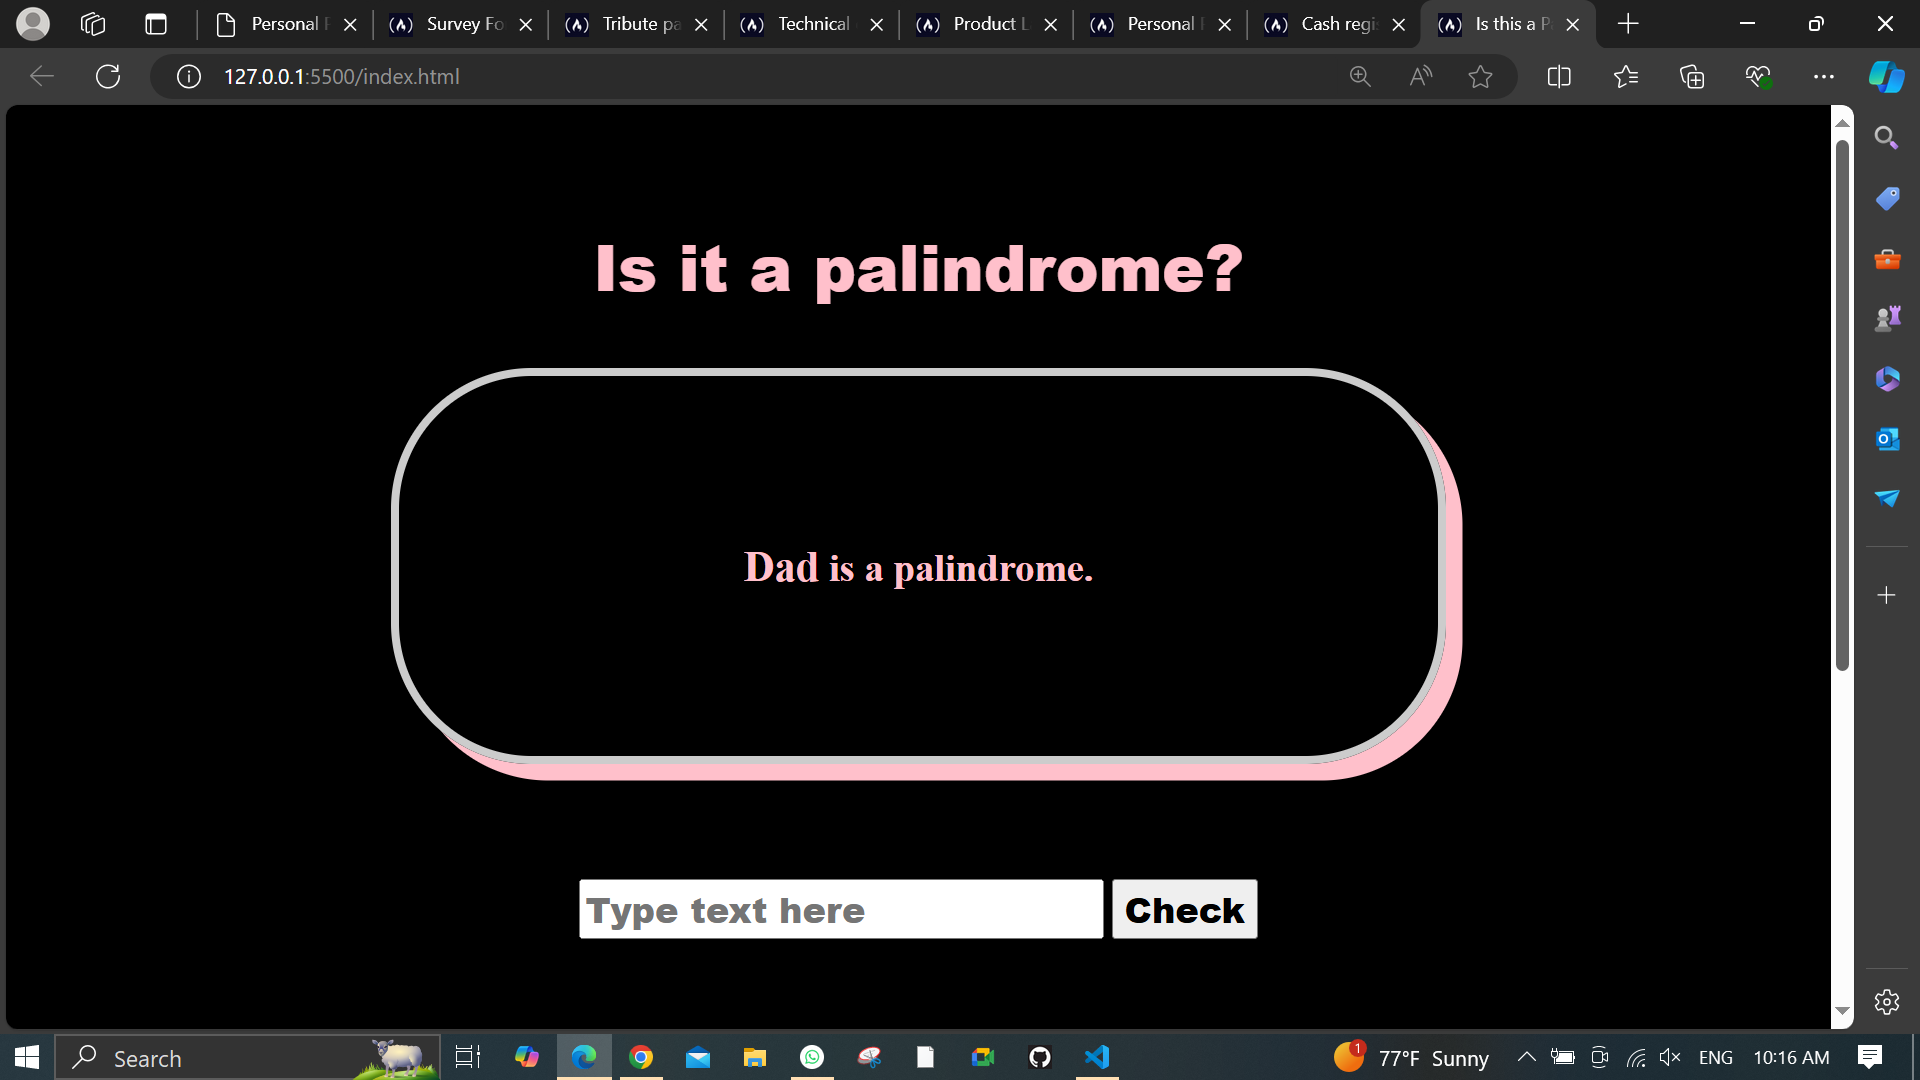 Personal P
Survey Fo
Tribute pa
Technical
Product L
Personal P
Cash regi
Is this a P
127.0.0.1:5500/index.html
Is it a palindrome?
Dad is a palindrome.
Type text here
Check
Search
1
77°F Sunny
ENG
10:16 AM